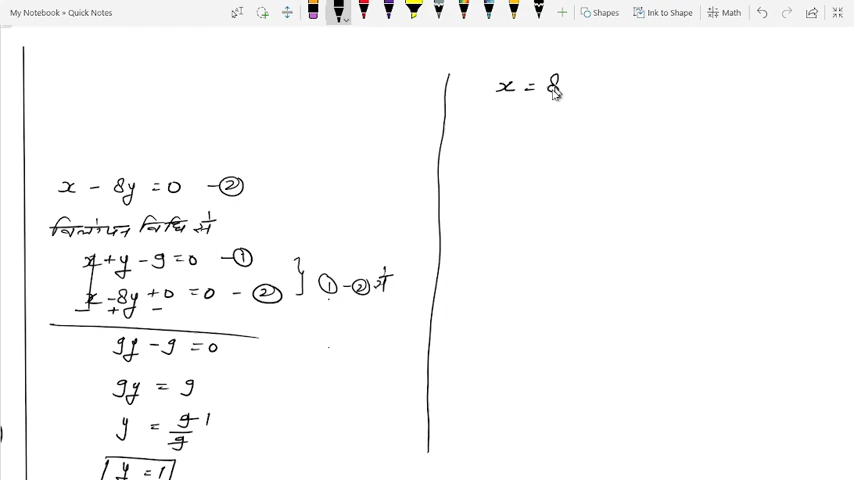 My Notebook » Quick Notes
Shapes Ink to Shape Math
x - 8y = 0 -②
विलोपन विधि से
x + y - 9 = 0 -①
x - 8y + 0 = 0 - ②
- + -
① - ② से
9y - 9 = 0
9y = 9
y = 9/9 1
y = 1
x = 8